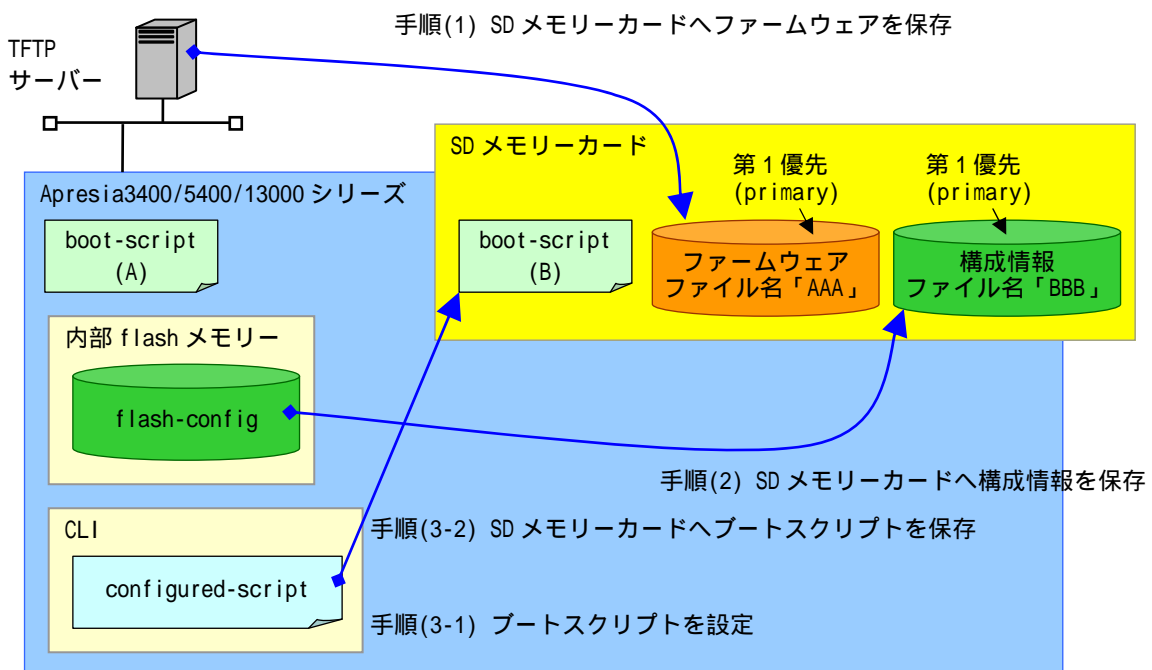 手順(1) SD メモリーカードへファームウェアを保存
TFTP
サーバー
SD メモリーカード
第1優先
(primary)
第1優先
(primary)
Apresia3400/5400/13000 シリーズ
boot-script
(A)
boot-script
(B)
ファームウェア
ファイル名「AAA」
構成情報
ファイル名「BBB」
内部 flash メモリー
flash-config
手順(2) SD メモリーカードへ構成情報を保存
CLI
手順(3-2) SD メモリーカードへブートスクリプトを保存
configured-script
手順(3-1) ブートスクリプトを設定